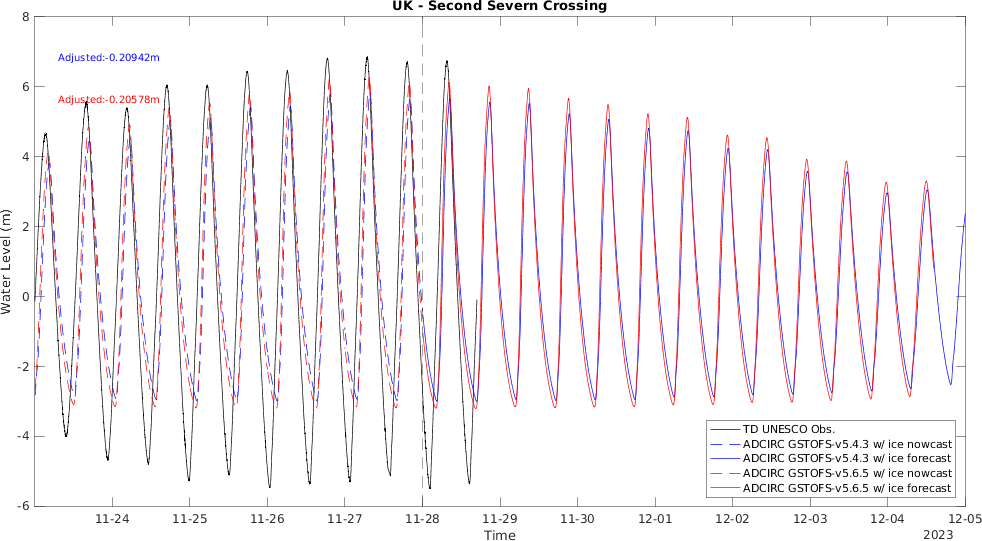 UK - Second Severn Crossing
8
Adjusted:-0.20942m
6
Adjusted:-0.20578m
4
2
0
-2
-4
-6
Water Level (m)
TD UNESCO Obs.
ADCIRC GSTOFS-v5.4.3 w/ ice nowcast
ADCIRC GSTOFS-v5.4.3 w/ ice forecast
ADCIRC GSTOFS-v5.6.5 w/ ice nowcast
ADCIRC GSTOFS-v5.6.5 w/ ice forecast
11-24 11-25 11-26 11-27 11-28 11-29 11-30 12-01 12-02 12-03 12-04 12-05
Time
2023